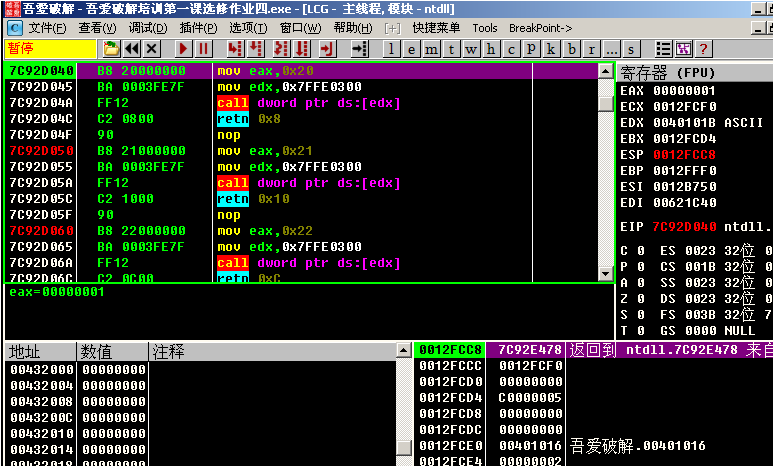 吾爱破解 - 吾爱破解培训第一课选修作业四.exe - [LCG - 主线程, 模块 - ntdll]
文件(F) 查看(V) 调试(D) 插件(P) 选项(T) 窗口(W) 帮助(H) [+] 快捷菜单 Tools BreakPoint->
暂停 l e m t w h c p k b r ... s ?
7C92D040 B8 20000000 mov eax,0x20
7C92D045 BA 0003FE7F mov edx,0x7FFE0300
7C92D04A FF12 call dword ptr ds:[edx]
7C92D04C C2 0800 retn 0x8
7C92D04F 90 nop
7C92D050 B8 21000000 mov eax,0x21
7C92D055 BA 0003FE7F mov edx,0x7FFE0300
7C92D05A FF12 call dword ptr ds:[edx]
7C92D05C C2 1000 retn 0x10
7C92D05F 90 nop
7C92D060 B8 22000000 mov eax,0x22
7C92D065 BA 0003FE7F mov edx,0x7FFE0300
7C92D06A FF12 call dword ptr ds:[edx]
7C92D06C C2 0C00 retn 0xC
eax=00000001
寄存器 (FPU)
EAX 00000001
ECX 0012FCF0
EDX 0040101B ASCII
EBX 0012FCD4
ESP 0012FCC8
EBP 0012FFF0
ESI 0012B750
EDI 00621C40
EIP 7C92D040 ntdll.
C 0 ES 0023 32位 0
P 0 CS 001B 32位 0
A 0 SS 0023 32位 0
Z 0 DS 0023 32位 0
S 0 FS 003B 32位 7
T 0 GS 0000 NULL
地址 数值 注释
00432000 00000000
00432004 00000000
00432008 00000000
0043200C 00000000
00432010 00000000
00432014 00000000
00432018 00000000
0012FCC8 7C92E478 返回到 ntdll.7C92E478 来自
0012FCCC 0012FCF0
0012FCD0 00000000
0012FCD4 C0000005
0012FCD8 00000000
0012FCDC 00000000
0012FCE0 00401016 吾爱破解.00401016
0012FCE4 00000002